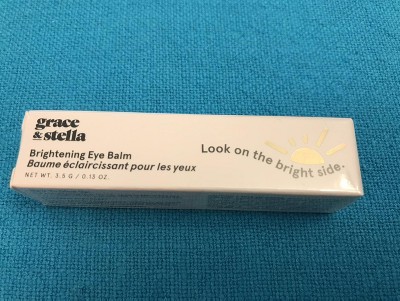 grace
& stella
Brightening Eye Balm
Baume éclaircissant pour les yeux
NET WT. 3.5 G / 0.13 OZ.
Look on the
bright side.